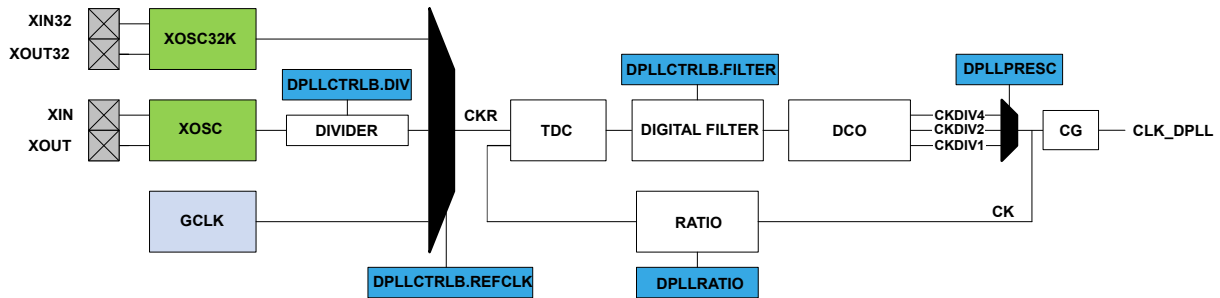 XIN32
XOUT32
XOSC32K
DPLLCTRLB.DIV
DPLLCTRLB.FILTER
DPLLPRESC
XIN
XOUT
XOSC
DIVIDER
CKR
TDC
DIGITAL FILTER
DCO
CKDIV4
CKDIV2
CKDIV1
CG
CLK_DPLL
GCLK
RATIO
CK
DPLLCTRLB.REFCLK
DPLLRATIO